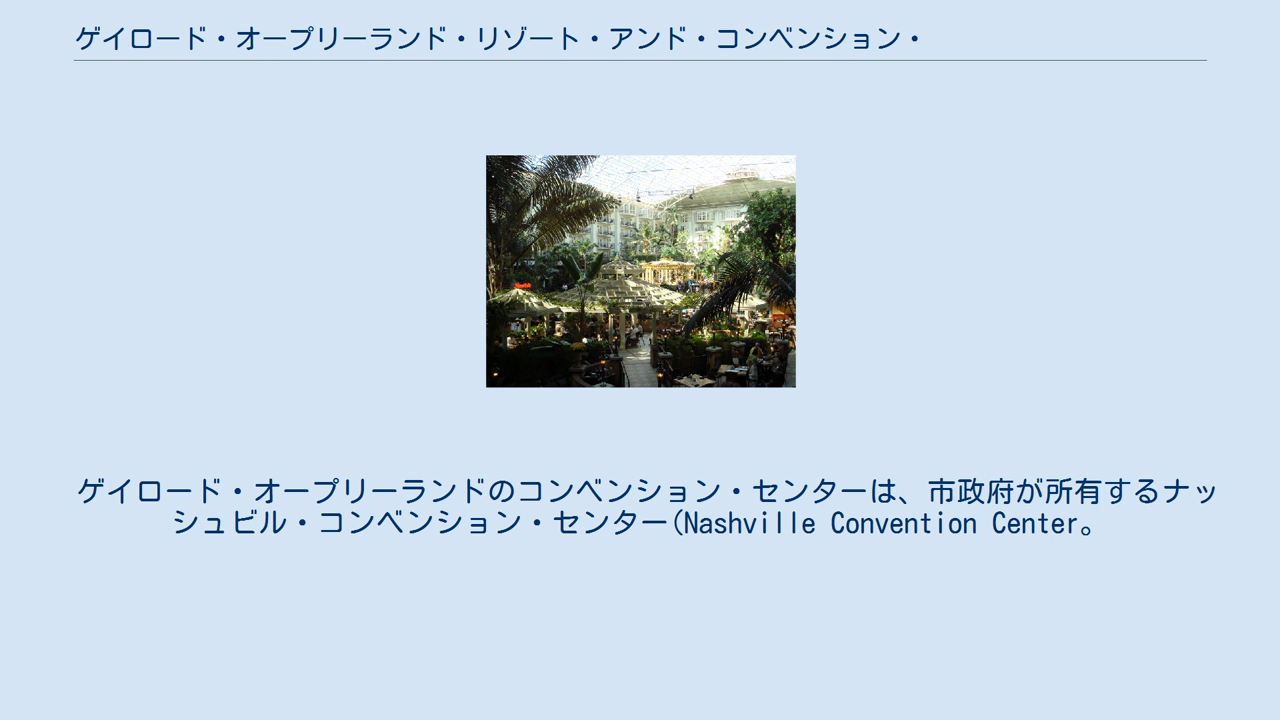 ゲイロード・オープリーランド・リゾート・アンド・コンベンション・
ゲイロード・オープリーランドのコンベンション・センターは、市政府が所有するナッ
シュビル・コンベンション・センター(Nashville Convention Center。